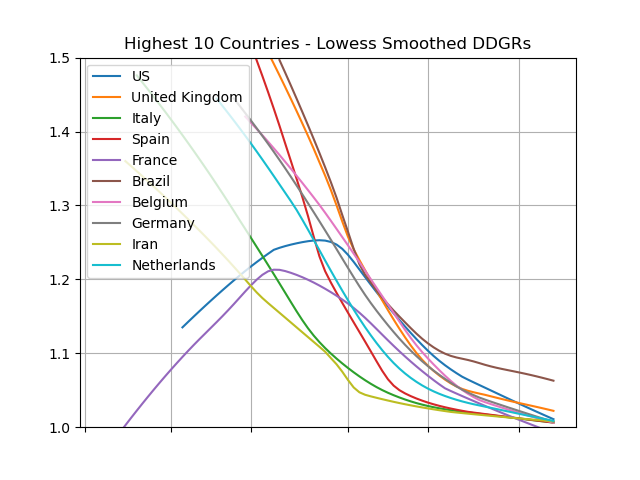 Highest 10 Countries - Lowess Smoothed DDGRs
1.5
1.4
1.3
1.2
1.1
1.0
US
United Kingdom
Italy
Spain
France
Brazil
Belgium
Germany
Iran
Netherlands